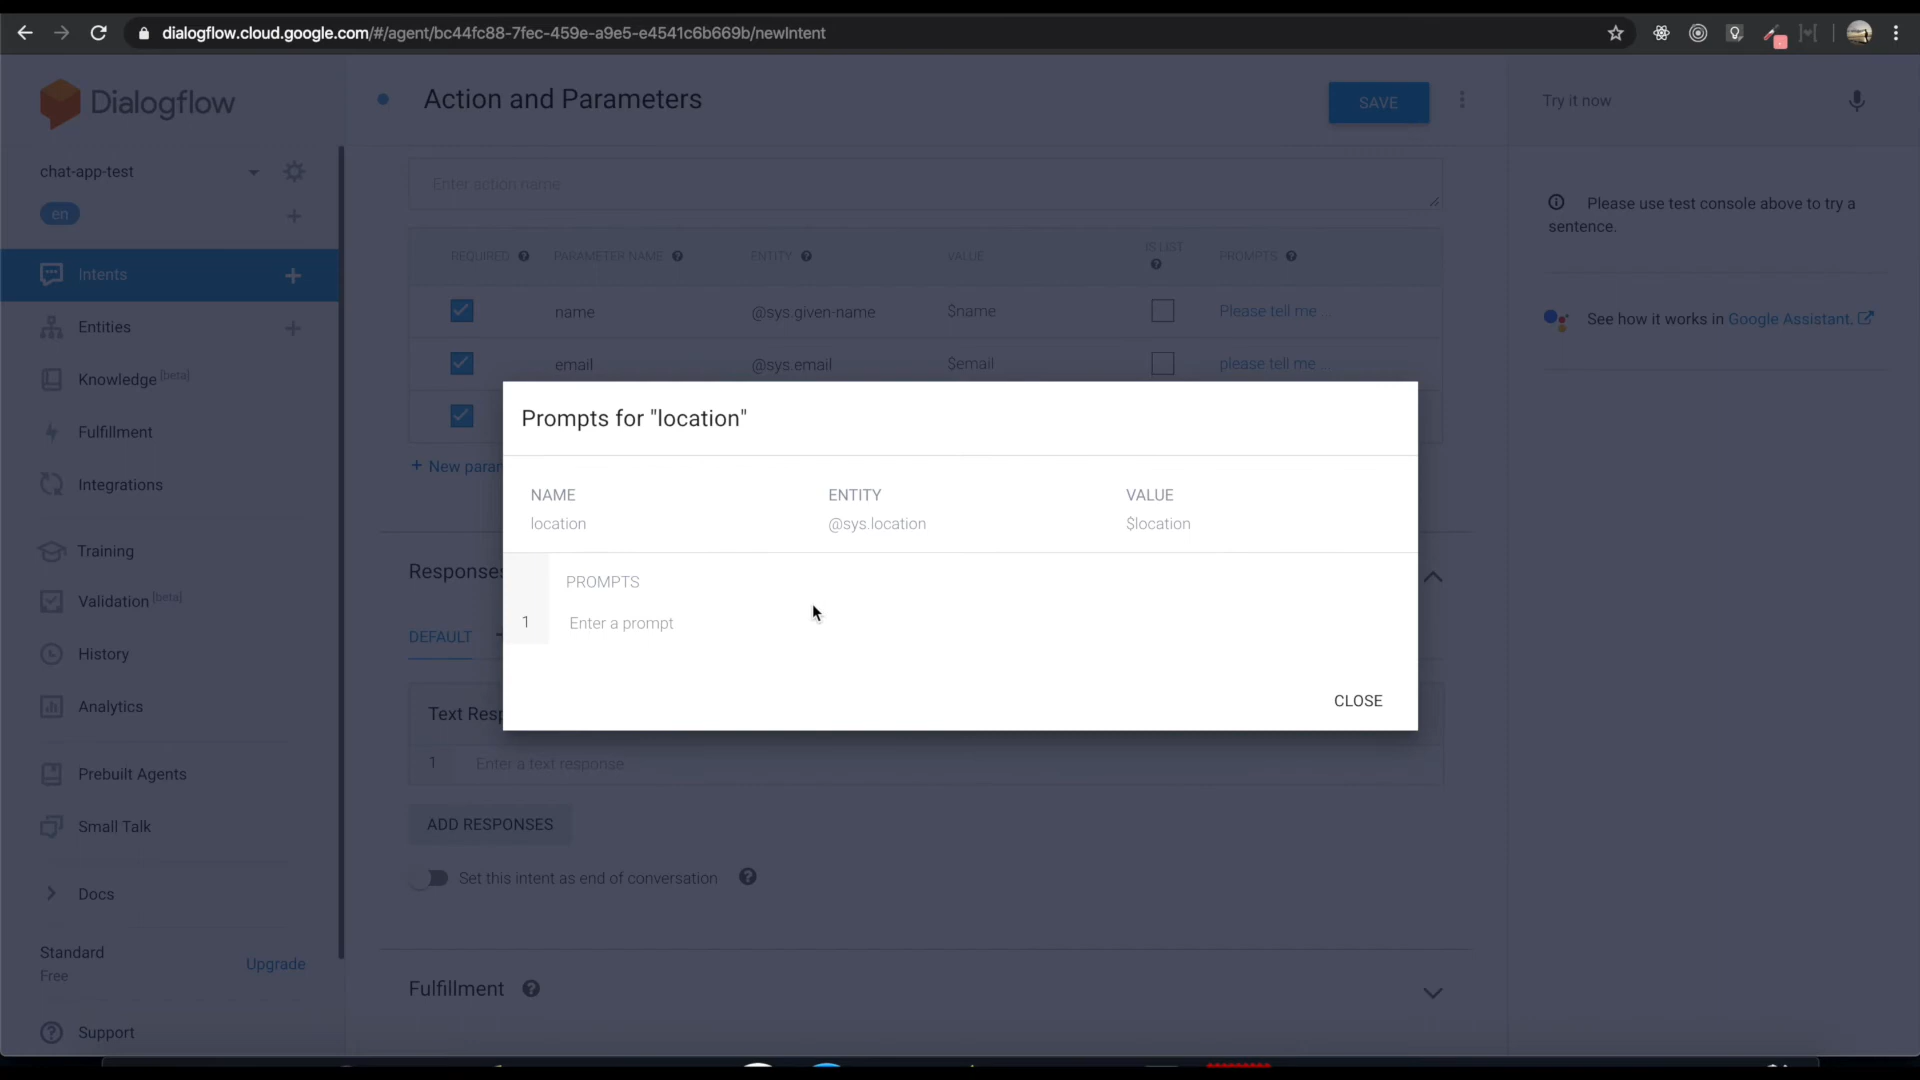 dialogflow.cloud.google.com/#/agent/bc44fc88-7fec-459e-a9e5-e4541c6b669b/newIntent
Dialogflow
Action and Parameters
SAVE
Try it now
chat-app-test
en
Enter action name
Please use test console above to try a
sentence.
REQUIRED
PARAMETER NAME
ENTITY
VALUE
IS LIST
PROMPTS
Intents
name
@sys.given-name
$name
Please tell me ...
See how it works in Google Assistant.
Entities
email
@sys.email
$email
please tell me ...
Knowledge [beta]
Prompts for "location"
Fulfillment
+ New paran
Integrations
NAME
ENTITY
VALUE
location
@sys.location
$location
Training
Responses
PROMPTS
Validation [beta]
1
Enter a prompt
DEFAULT
History
CLOSE
Analytics
Text Resp
1
Enter a text response
Prebuilt Agents
Small Talk
ADD RESPONSES
Set this intent as end of conversation
Docs
Standard
Free
Upgrade
Fulfillment
Support